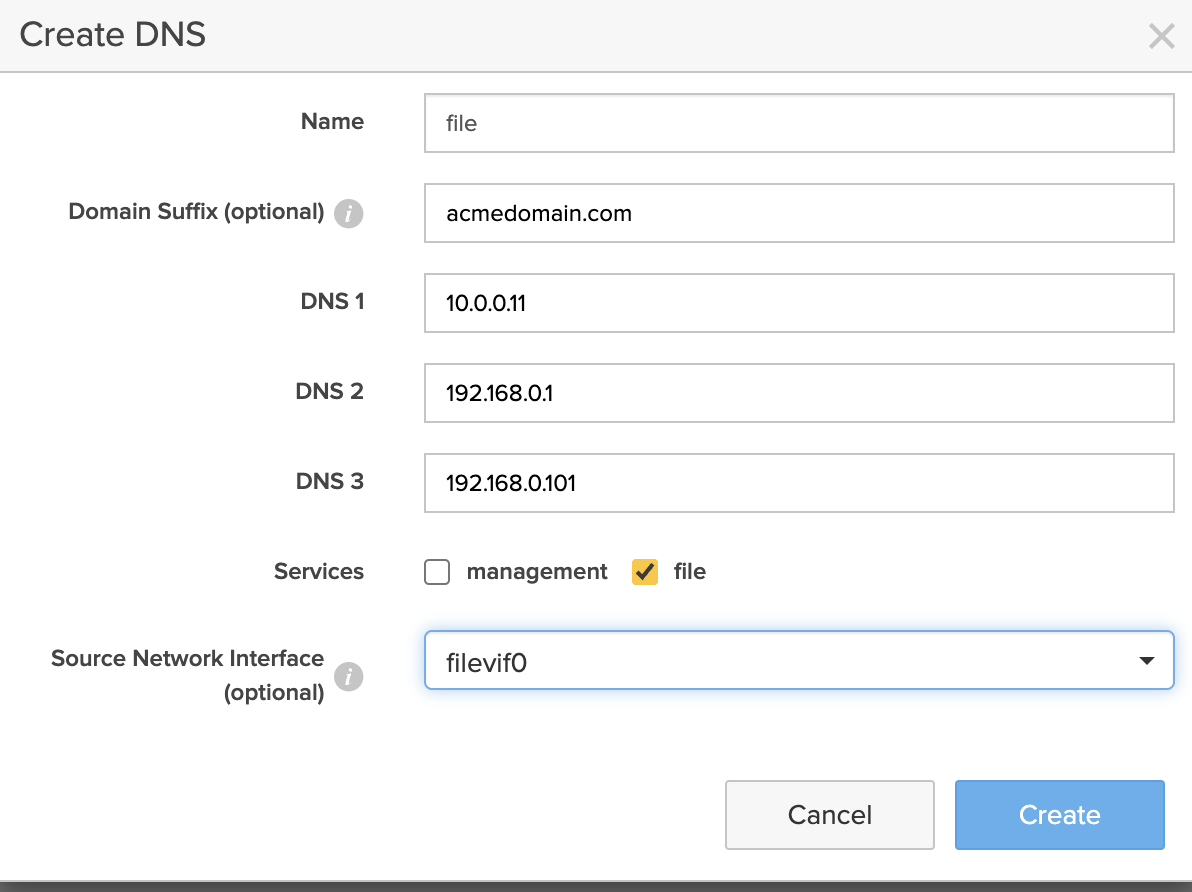 Create DNS
Name
file
Domain Suffix (optional) i
acmedomain.com
DNS 1
10.0.0.11
DNS 2
192.168.0.1
DNS 3
192.168.0.101
Services
management file
Source Network Interface
(optional) i
filevif0
Cancel Create